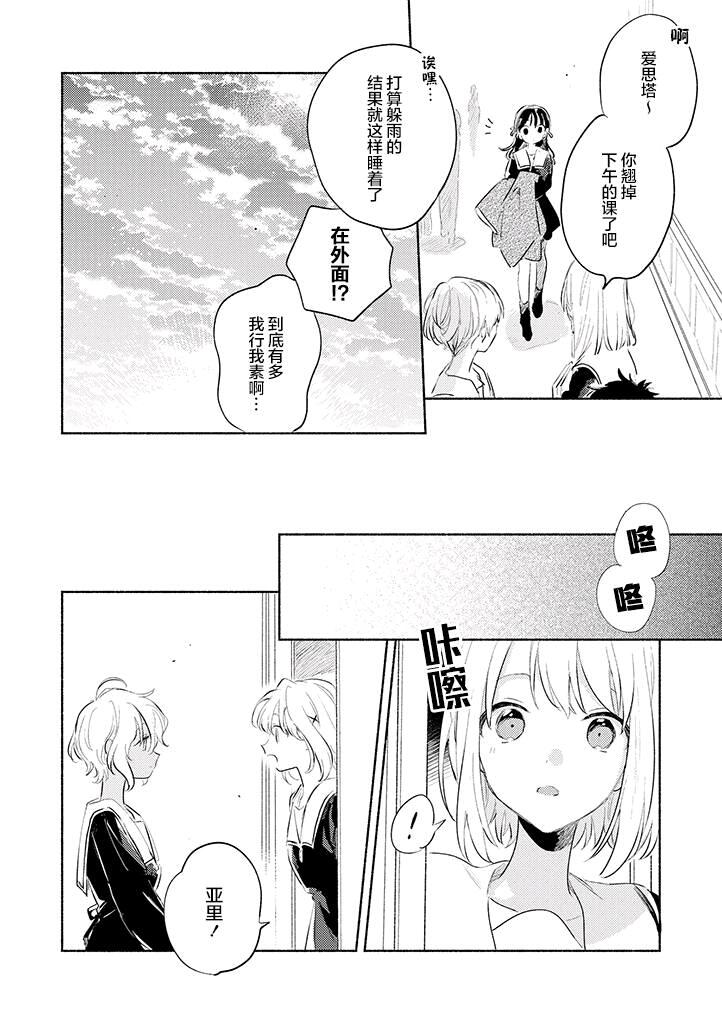 啊
爱思塔
～
你翘掉
下午的课了吧
诶嘿…
打算躲雨的
结果就这样睡着了
在外面!?
到底有多
我行我素啊…
咚
咚
咔嚓
!
亚里!